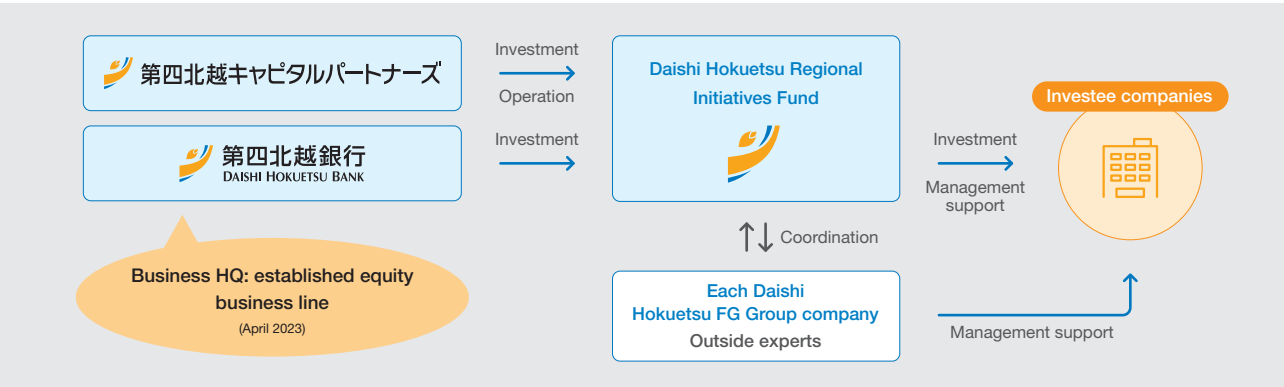 第四北越キャピタルパートナーズ
Investment
Operation
第四北越銀行
DAISHI HOKUETSU BANK
Investment
Business HQ: established equity
business line
(April 2023)
Daishi Hokuetsu Regional
Initiatives Fund
Coordination
Each Daishi
Hokuetsu FG Group company
Outside experts
Investment
Management
support
Management support
Investee companies